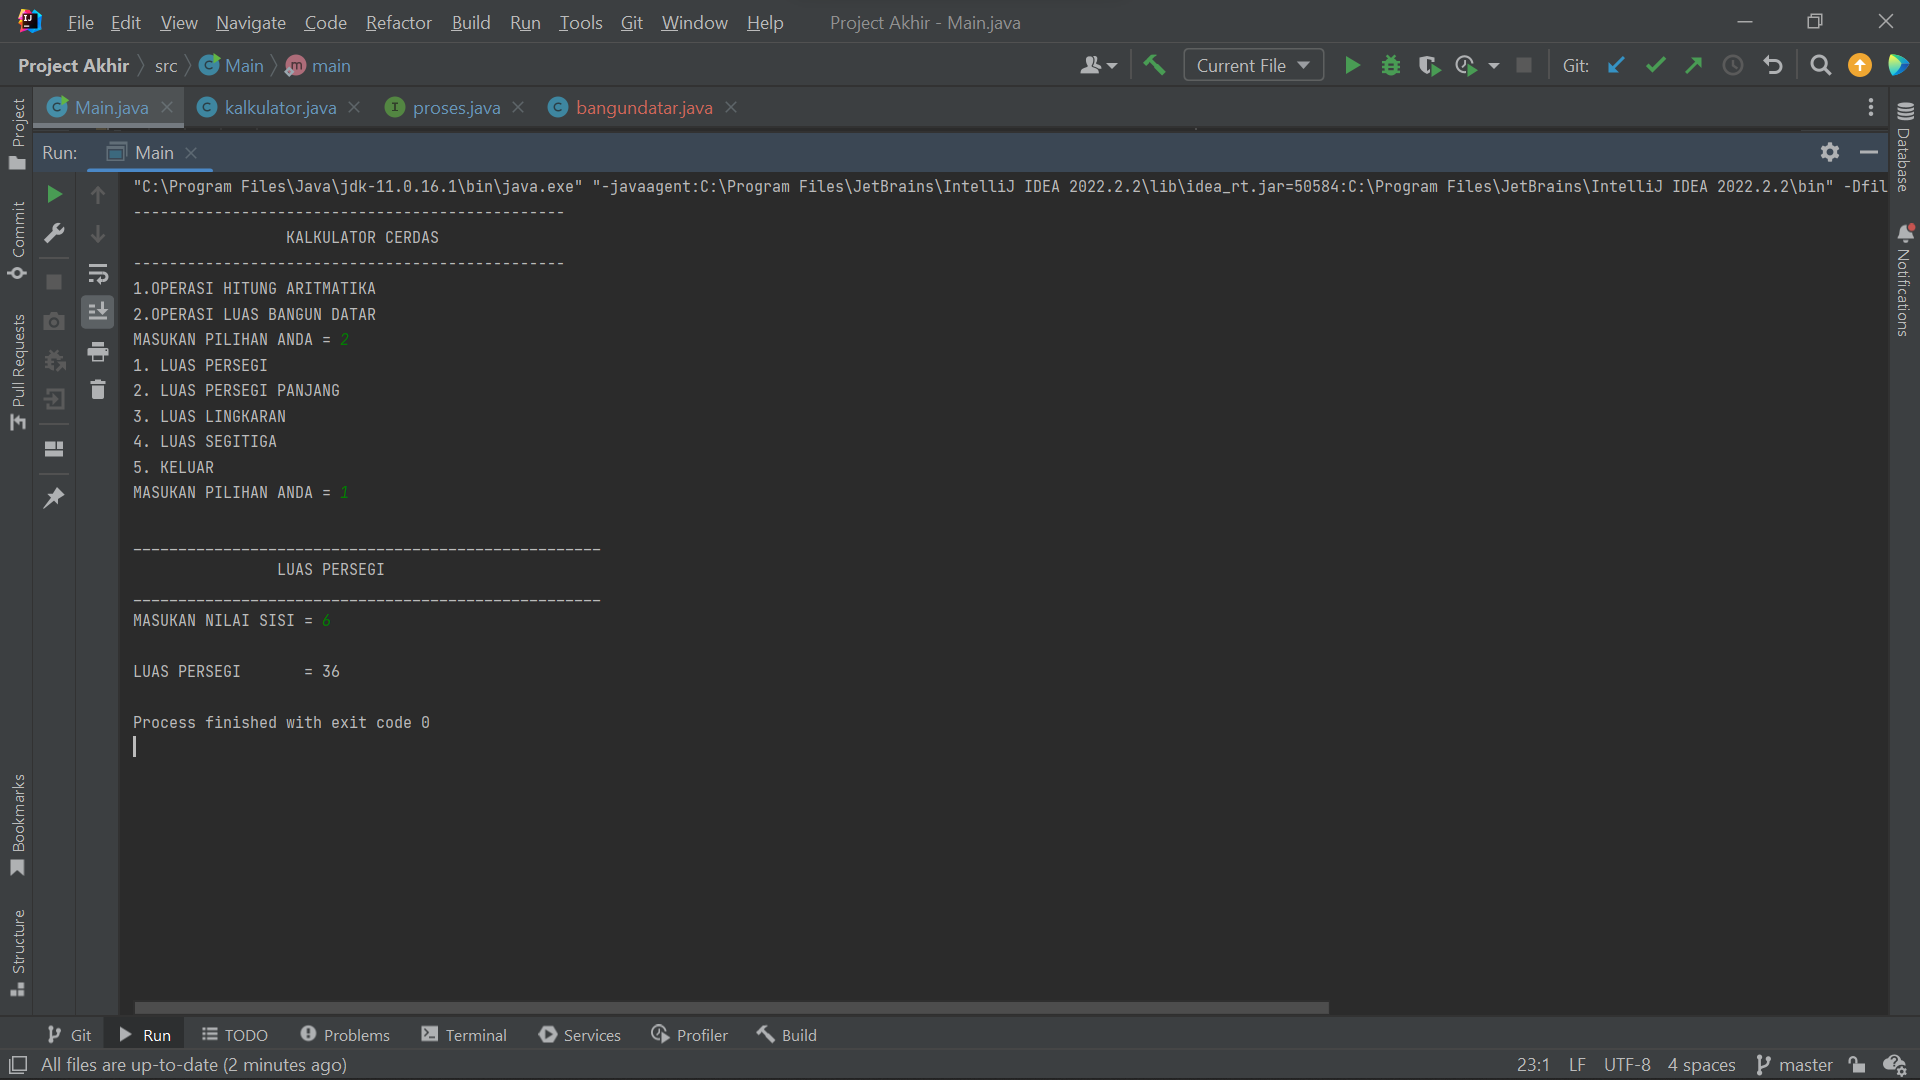 File Edit View Navigate Code Refactor Build Run Tools Git Window Help Project Akhir - Main.java
Project Akhir src Main main Current File Git:
Main.java kalkulator.java proses.java bangundatar.java
Run: Main
"C:\Program Files\Java\jdk-11.0.16.1\bin\java.exe" "-javaagent:C:\Program Files\JetBrains\IntelliJ IDEA 2022.2.2\lib\idea_rt.jar=50584:C:\Program Files\JetBrains\IntelliJ IDEA 2022.2.2\bin" -Dfil
------------------------------------------------
KALKULATOR CERDAS
------------------------------------------------
1.OPERASI HITUNG ARITMATIKA
2.OPERASI LUAS BANGUN DATAR
MASUKAN PILIHAN ANDA = 2
1. LUAS PERSEGI
2. LUAS PERSEGI PANJANG
3. LUAS LINGKARAN
4. LUAS SEGITIGA
5. KELUAR
MASUKAN PILIHAN ANDA = 1
____________________________________________________
LUAS PERSEGI
____________________________________________________
MASUKAN NILAI SISI = 6
LUAS PERSEGI = 36
Process finished with exit code 0
Project
Commit
Pull Requests
Bookmarks
Structure
Database
Notifications
Git Run TODO Problems Terminal Services Profiler Build
All files are up-to-date (2 minutes ago) 23:1 LF UTF-8 4 spaces master